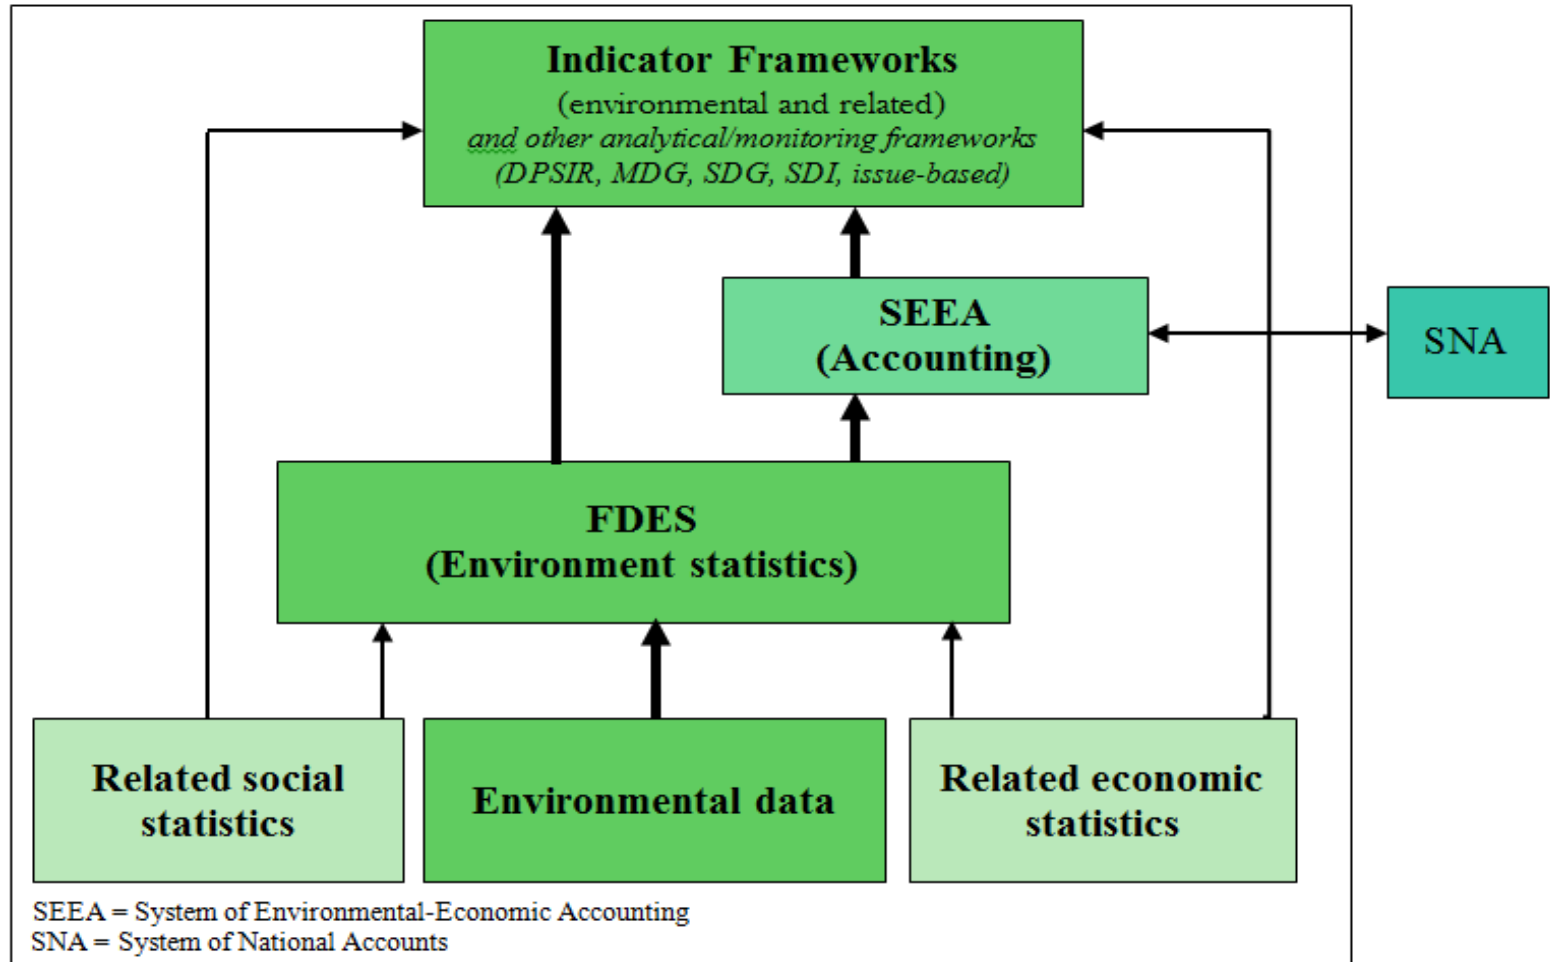 Indicator Frameworks
(environmental and related)
and other analytical/monitoring frameworks
(DPSIR, MDG, SDG, SDI, issue-based)
SEEA
(Accounting)
SNA
FDES
(Environment statistics)
Related social
statistics
Environmental data
Related economic
statistics
SEEA = System of Environmental-Economic Accounting
SNA = System of National Accounts